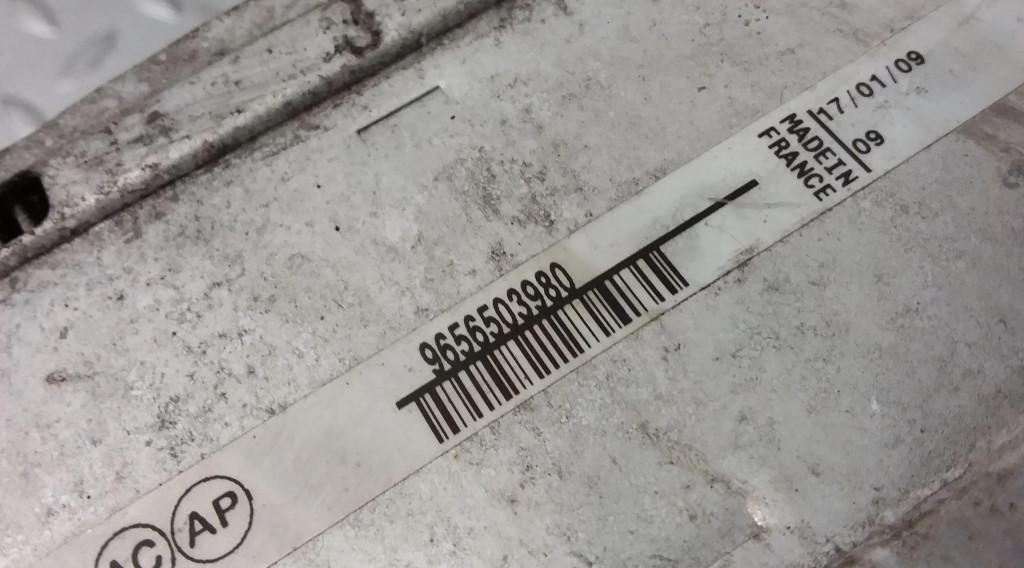 9656503980
MADEIN
FRANCE
17/01/09
09
AC
AP